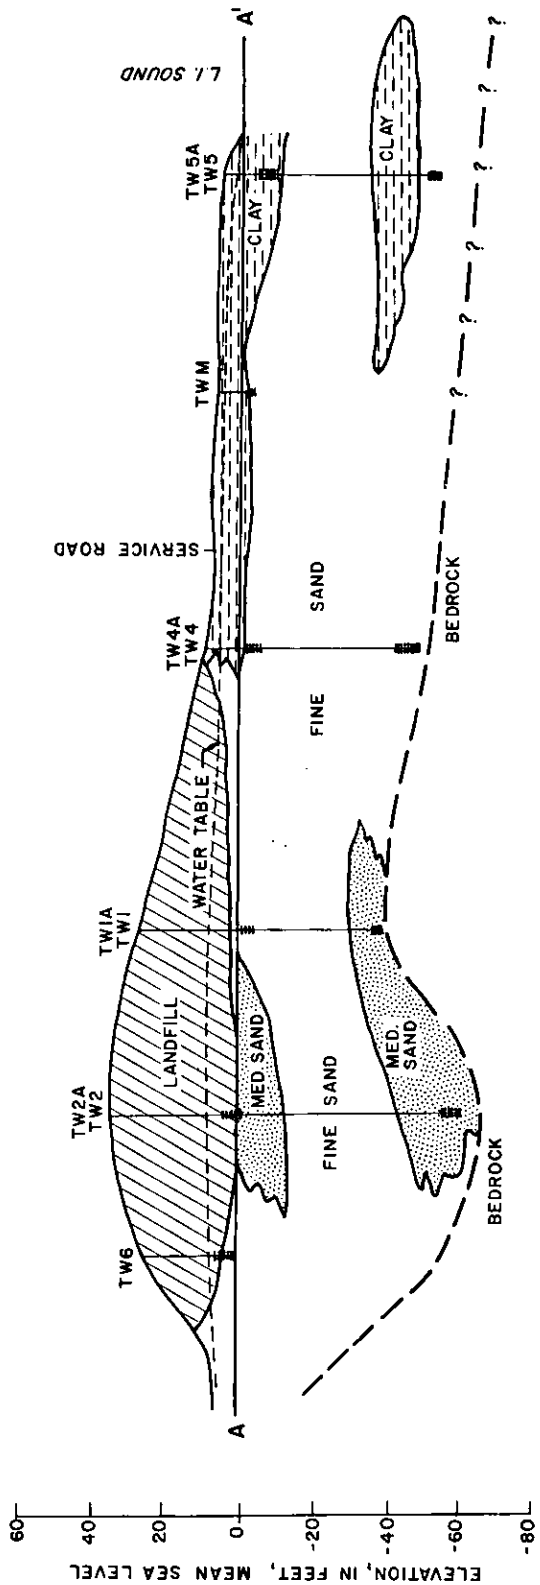 A
A'
L.I. SOUND
TW6
TW2A
TW2
TW1A
TW1
TW4A
TW4
SERVICE ROAD
TWM
TW5A
TW5
LANDFILL
WATER TABLE
MED. SAND
CLAY
FINE SAND
FINE SAND
MED.
SAND
CLAY
BEDROCK
BEDROCK
? ? ? ? ?
ELEVATION, IN FEET, MEAN SEA LEVEL
60
40
20
0
-20
-40
-60
-80